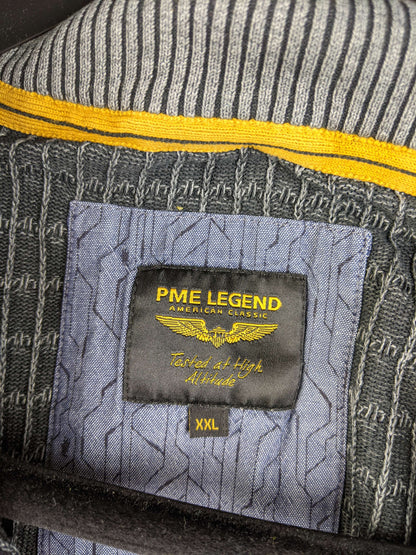 PME LEGEND
AMERICAN CLASSIC
Tested at High
Altitude
XXL